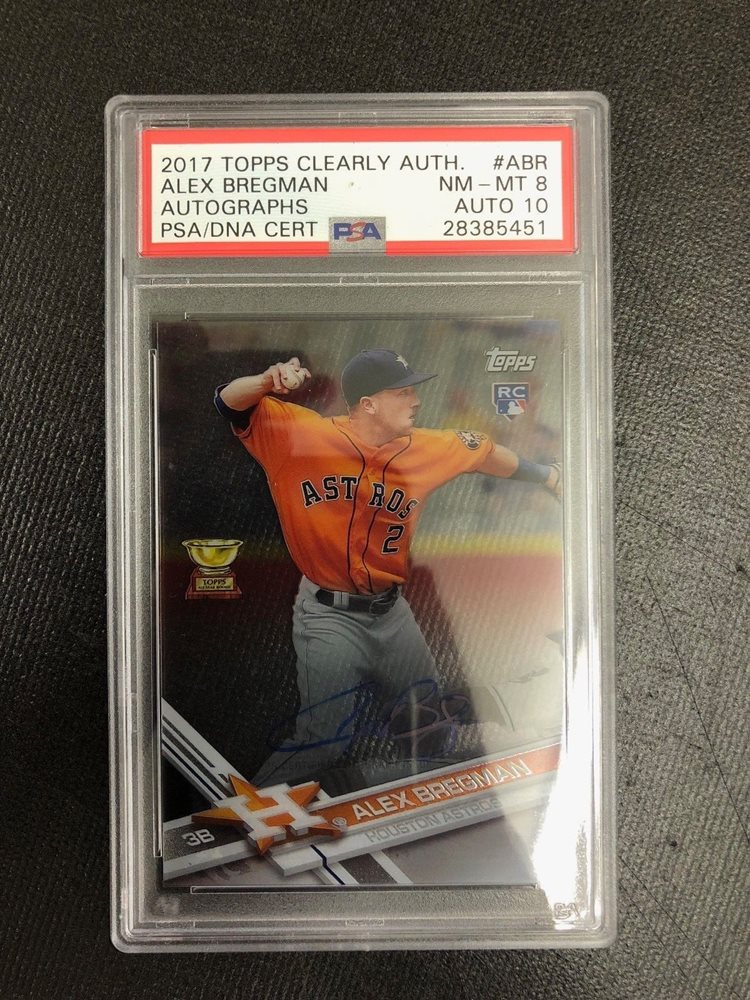 2017 TOPPS CLEARLY AUTH. #ABR
ALEX BREGMAN NM - MT 8
AUTOGRAPHS AUTO 10
PSA/DNA CERT PSA 28385451
Topps
RC
ASTROS
2
TOPPS
3B
H
ALEX BREGMAN
HOUSTON ASTROS